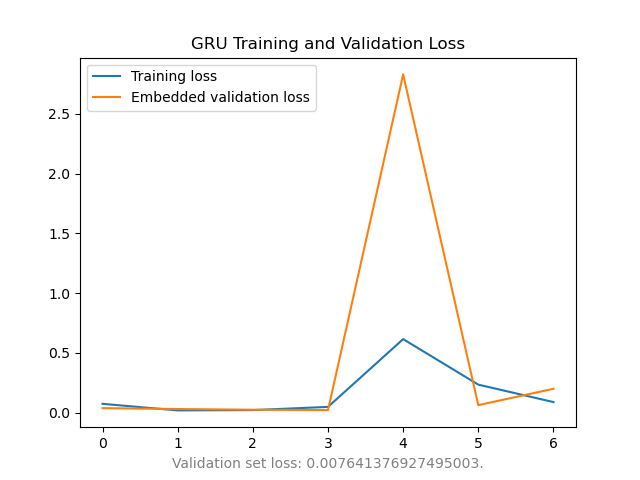 GRU Training and Validation Loss
Training loss
Embedded validation loss
2.5
2.0
1.5
1.0
0.5
0.0
0 1 2 3 4 5 6
Validation set loss: 0.007641376927495003.